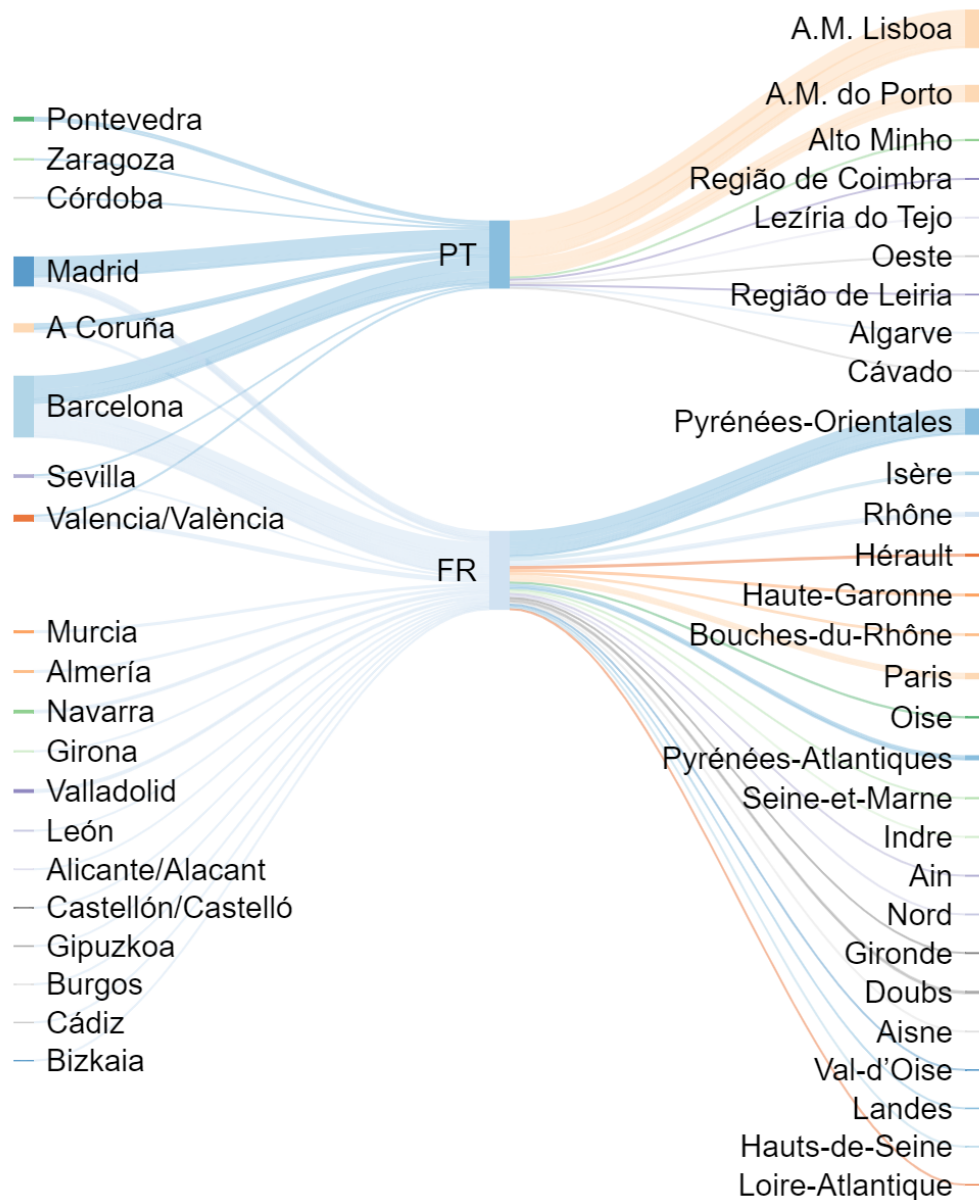 Pontevedra
Zaragoza
Córdoba
Madrid
A Coruña
Barcelona
Sevilla
Valencia/València
Murcia
Almería
Navarra
Girona
Valladolid
León
Alicante/Alacant
Castellón/Castelló
Gipuzkoa
Burgos
Cádiz
Bizkaia
PT
FR
A.M. Lisboa
A.M. do Porto
Alto Minho
Região de Coimbra
Lezíria do Tejo
Oeste
Região de Leiria
Algarve
Cávado
Pyrénées-Orientales
Isère
Rhône
Hérault
Haute-Garonne
Bouches-du-Rhône
Paris
Oise
Pyrénées-Atlantiques
Seine-et-Marne
Indre
Ain
Nord
Gironde
Doubs
Aisne
Val-d’Oise
Landes
Hauts-de-Seine
Loire-Atlantique